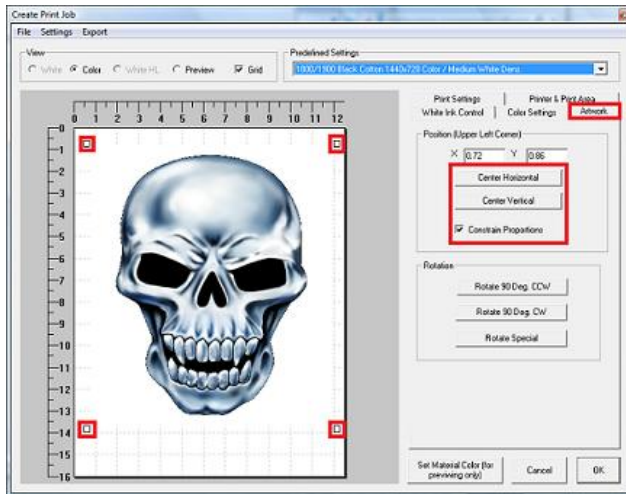 Create Print Job
File Settings Export
View
White Color White HL Preview Grid
Predefined Settings
1000/1900 Black Cotton 1440x720 Color / Medium White Dens
Print Settings Printer & Print Area
White Ink Control Color Settings Artwork
0 1 2 3 4 5 6 7 8 9 10 11 12
0
1
2
3
4
5
6
7
8
9
10
11
12
13
14
15
16
Position (Upper Left Corner)
X 0.72 Y 0.86
Center Horizontal
Center Vertical
Constrain Proportions
Rotation
Rotate 90 Deg. CCW
Rotate 90 Deg. CW
Rotate Special
Set Material Color (for
previewing only)
Cancel
OK